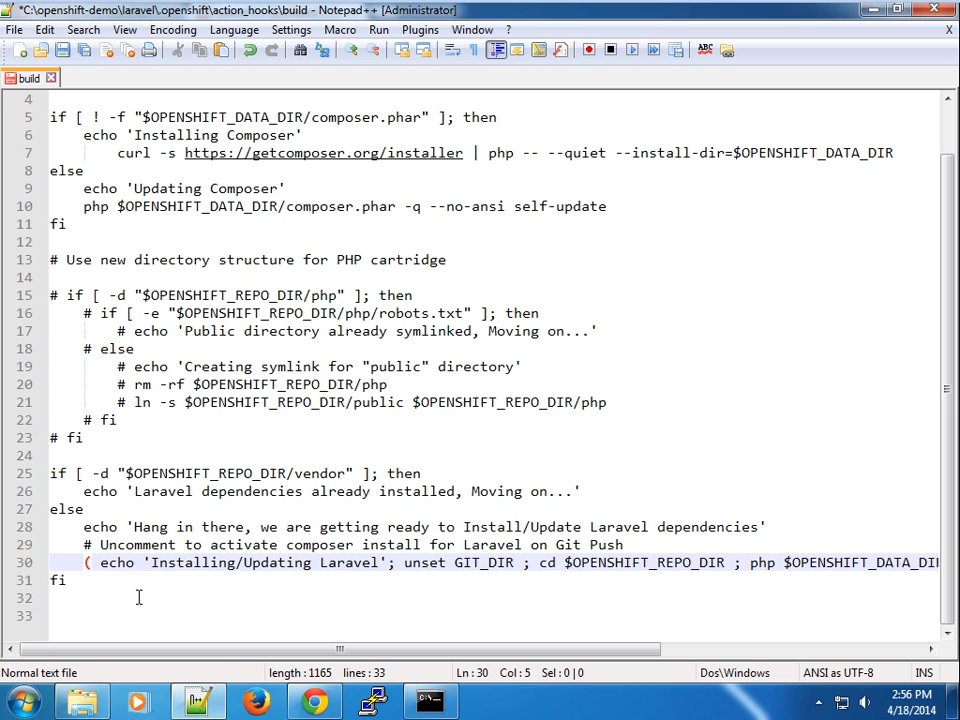 *C:\openshift-demo\laravel\.openshift\action_hooks\build - Notepad++ [Administrator]
File Edit Search View Encoding Language Settings Macro Run Plugins Window ? X
ABC
build
4
5 if [ ! -f "$OPENSHIFT_DATA_DIR/composer.phar" ]; then
6 echo 'Installing Composer'
7 curl -s https://getcomposer.org/installer | php -- --quiet --install-dir=$OPENSHIFT_DATA_DIR
8 else
9 echo 'Updating Composer'
10 php $OPENSHIFT_DATA_DIR/composer.phar -q --no-ansi self-update
11 fi
12
13 # Use new directory structure for PHP cartridge
14
15 # if [ -d "$OPENSHIFT_REPO_DIR/php" ]; then
16 # if [ -e "$OPENSHIFT_REPO_DIR/php/robots.txt" ]; then
17 # echo 'Public directory already symlinked, Moving on...'
18 # else
19 # echo 'Creating symlink for "public" directory'
20 # rm -rf $OPENSHIFT_REPO_DIR/php
21 # ln -s $OPENSHIFT_REPO_DIR/public $OPENSHIFT_REPO_DIR/php
22 # fi
23 # fi
24
25 if [ -d "$OPENSHIFT_REPO_DIR/vendor" ]; then
26 echo 'Laravel dependencies already installed, Moving on...'
27 else
28 echo 'Hang in there, we are getting ready to Install/Update Laravel dependencies'
29 # Uncomment to activate composer install for Laravel on Git Push
30 ( echo 'Installing/Updating Laravel'; unset GIT_DIR ; cd $OPENSHIFT_REPO_DIR ; php $OPENSHIFT_DATA_DI
31 fi
32
33
Normal text file length : 1165 lines : 33 Ln : 30 Col : 5 Sel : 0 | 0 Dos\Windows ANSI as UTF-8 INS
2:56 PM
4/18/2014